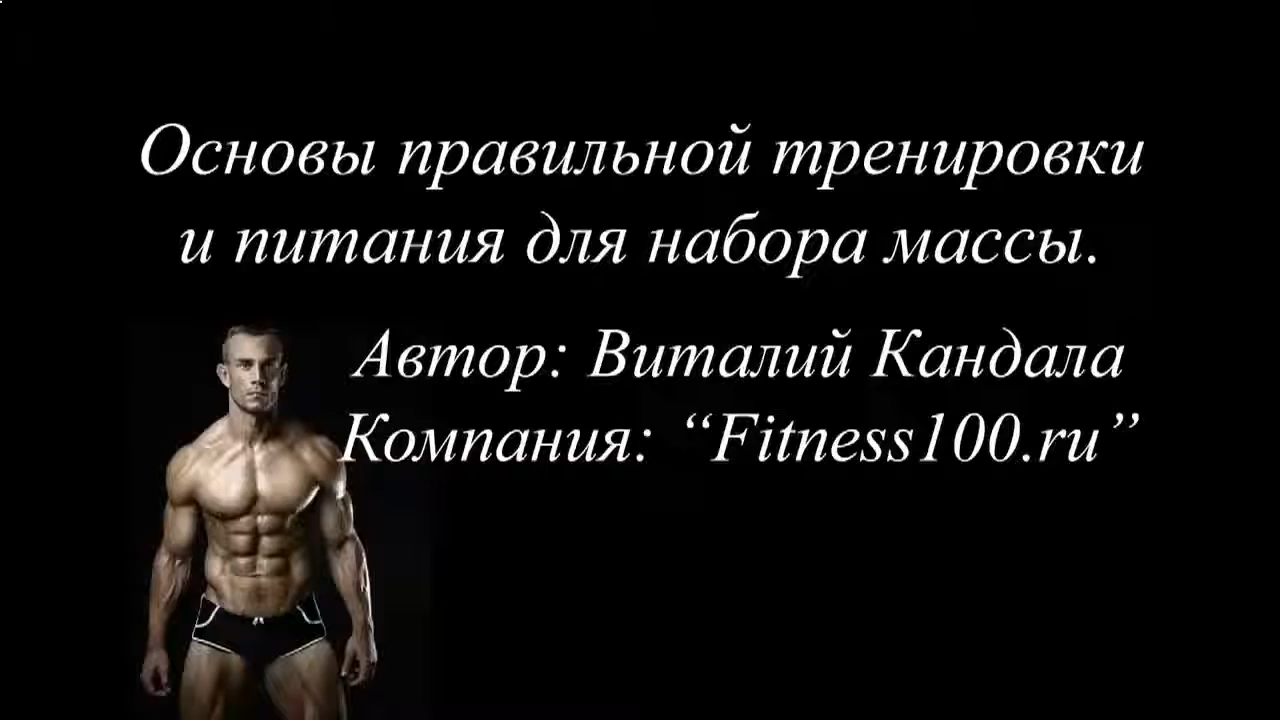 Основы правильной тренировки
и питания для набора массы.
Автор: Виталий Кандала
Компания: “Fitness100.ru”